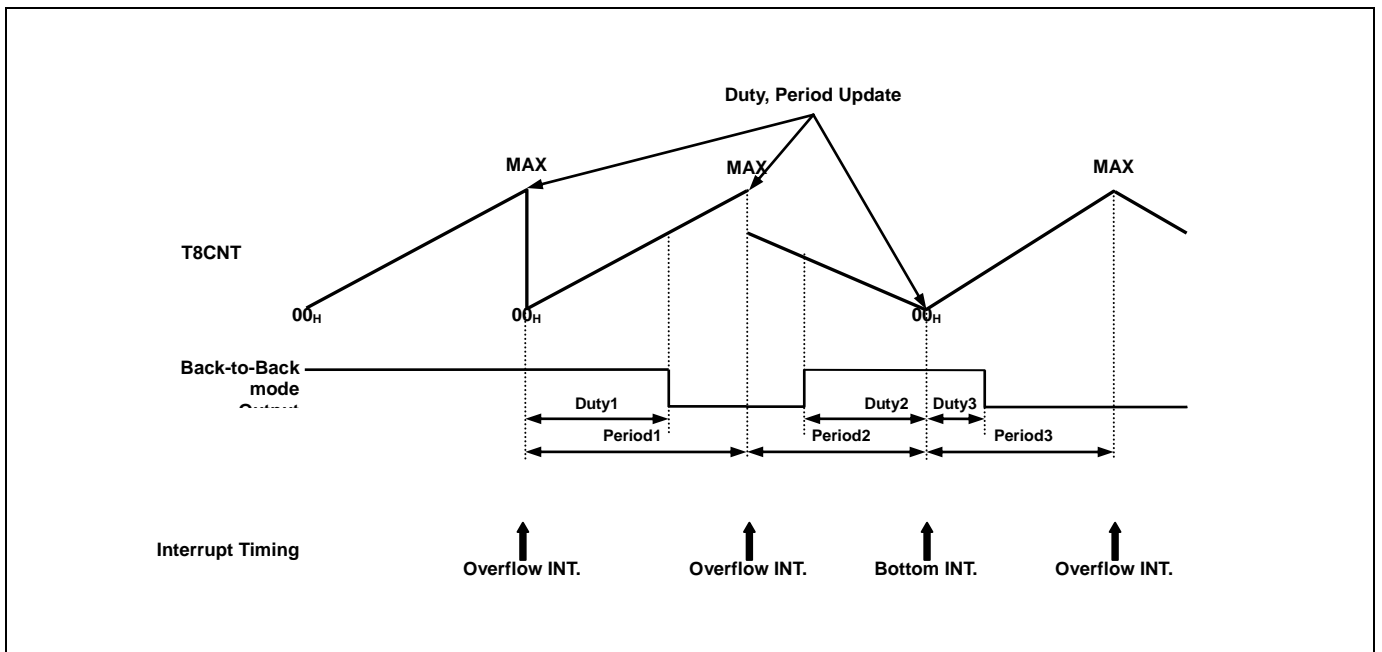 Duty, Period Update
MAX
MAX
MAX
T8CNT
00H
00H
00H
Back-to-Back
mode
Output
Duty1
Duty2
Duty3
Period1
Period2
Period3
Interrupt Timing
Overflow INT.
Overflow INT.
Bottom INT.
Overflow INT.